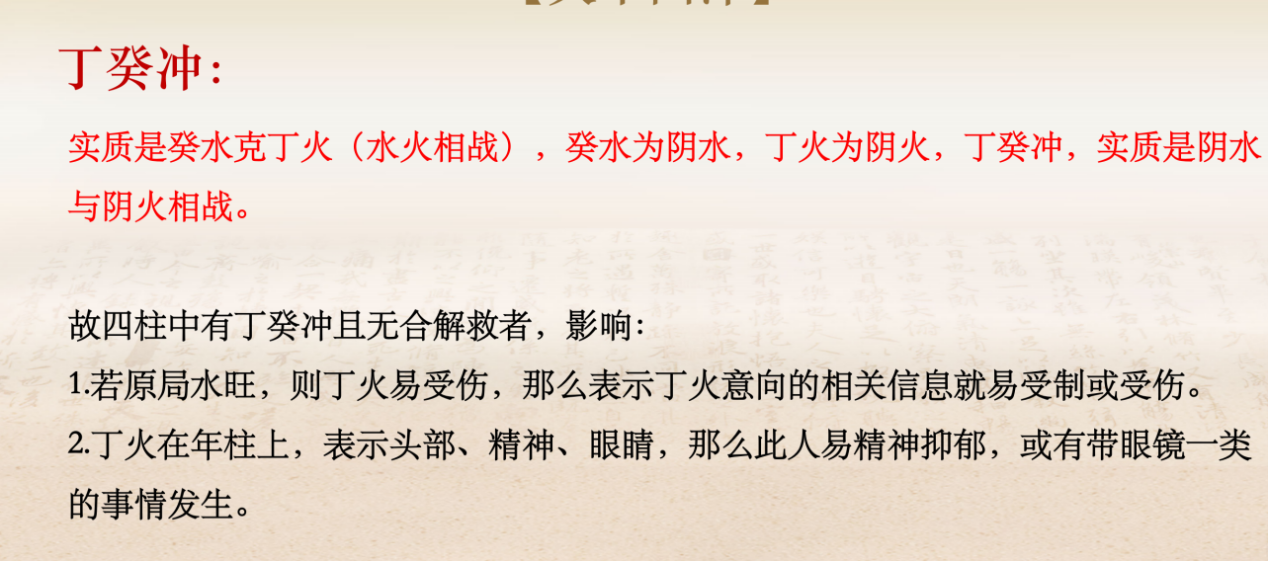 丁癸冲：
实质是癸水克丁火（水火相战），癸水为阴水，丁火为阴火，丁癸冲，实质是阴水
与阴火相战。
故四柱中有丁癸冲且无合解救者，影响：
1.若原局水旺，则丁火易受伤，那么表示丁火意向的相关信息就易受制或受伤。
2.丁火在年柱上，表示头部、精神、眼睛，那么此人易精神抑郁，或有带眼镜一类
的事情发生。